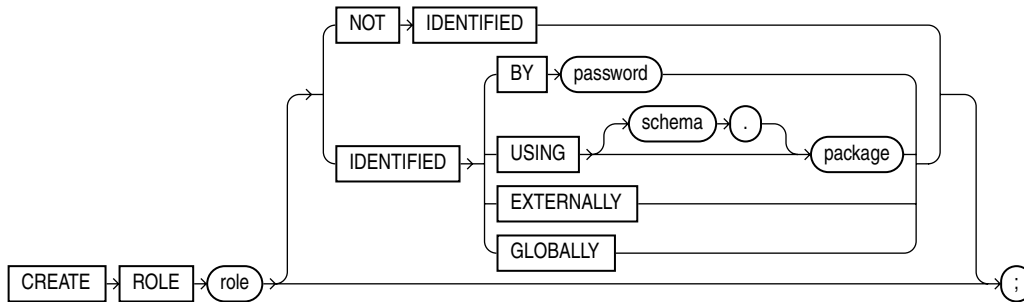 NOT IDENTIFIED
BY password
schema .
IDENTIFIED USING package
EXTERNALLY
GLOBALLY
CREATE ROLE role ;